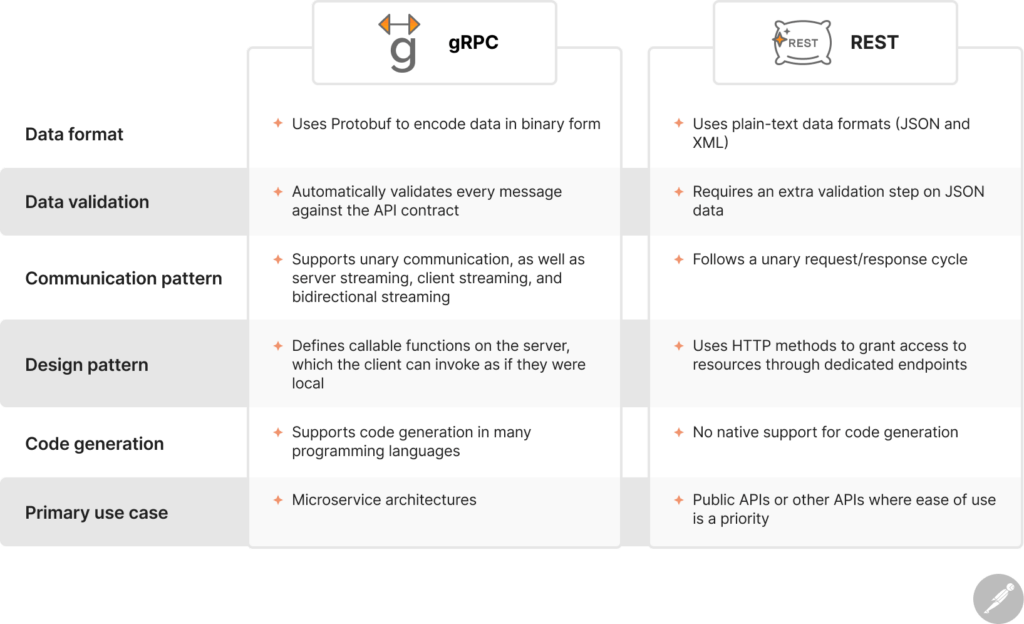 gRPC
REST
REST
Data format
Uses Protobuf to encode data in binary form
Uses plain-text data formats (JSON and
XML)
Data validation
Automatically validates every message
against the API contract
Requires an extra validation step on JSON
data
Communication pattern
Supports unary communication, as well as
server streaming, client streaming, and
bidirectional streaming
Follows a unary request/response cycle
Design pattern
Defines callable functions on the server,
which the client can invoke as if they were
local
Uses HTTP methods to grant access to
resources through dedicated endpoints
Code generation
Supports code generation in many
programming languages
No native support for code generation
Primary use case
Microservice architectures
Public APIs or other APIs where ease of use
is a priority